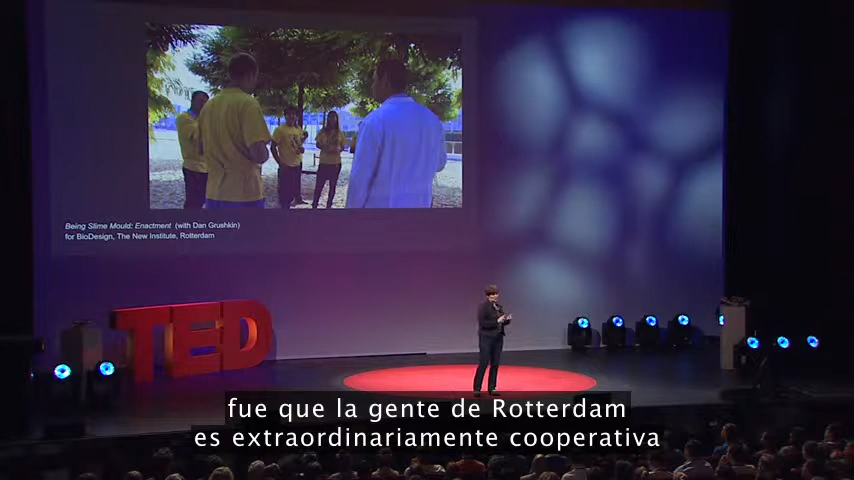 Being Slime Mould: Enactment (with Dan Grushkin)
for BioDesign, The New Institute, Rotterdam
TED
fue que la gente de Rotterdam
es extraordinariamente cooperativa